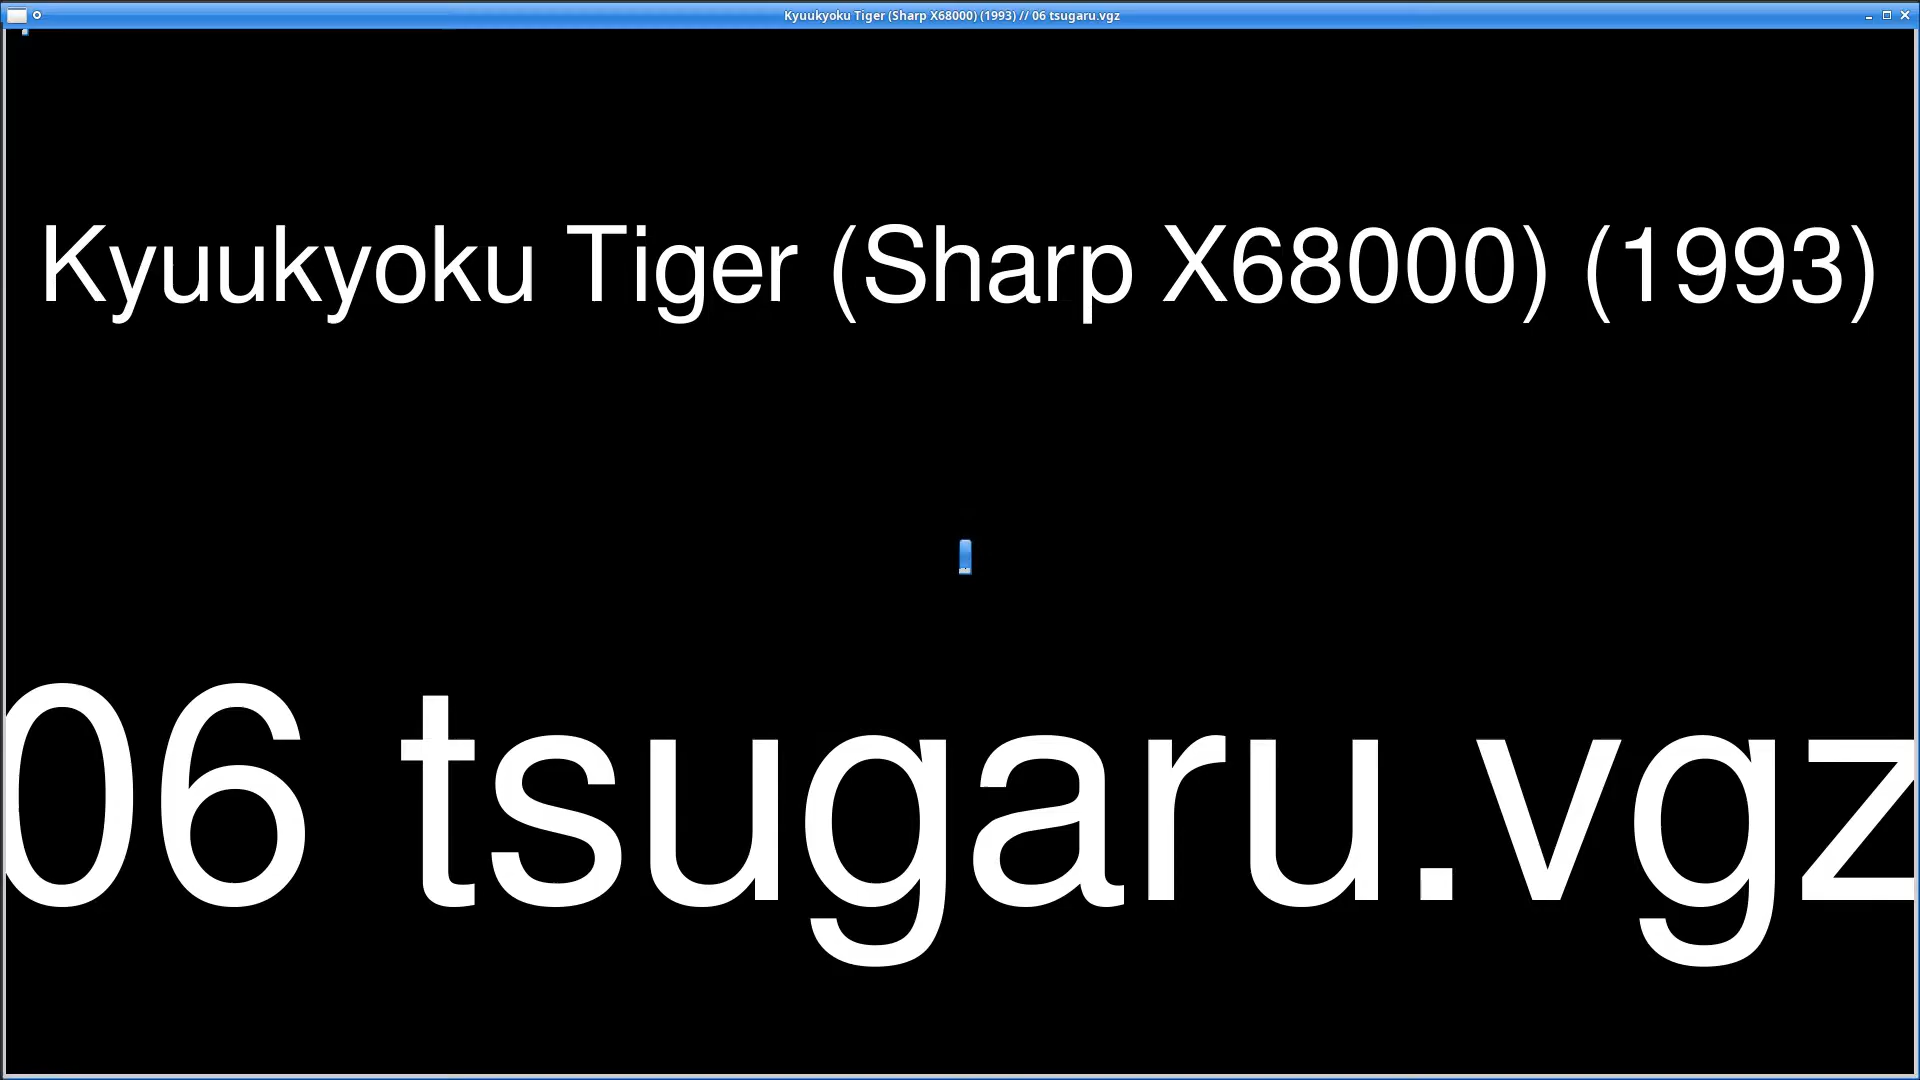 Kyuukyoku Tiger (Sharp X68000) (1993) // 06 tsugaru.vgz
Kyuukyoku Tiger (Sharp X68000) (1993)
06 tsugaru.vgz